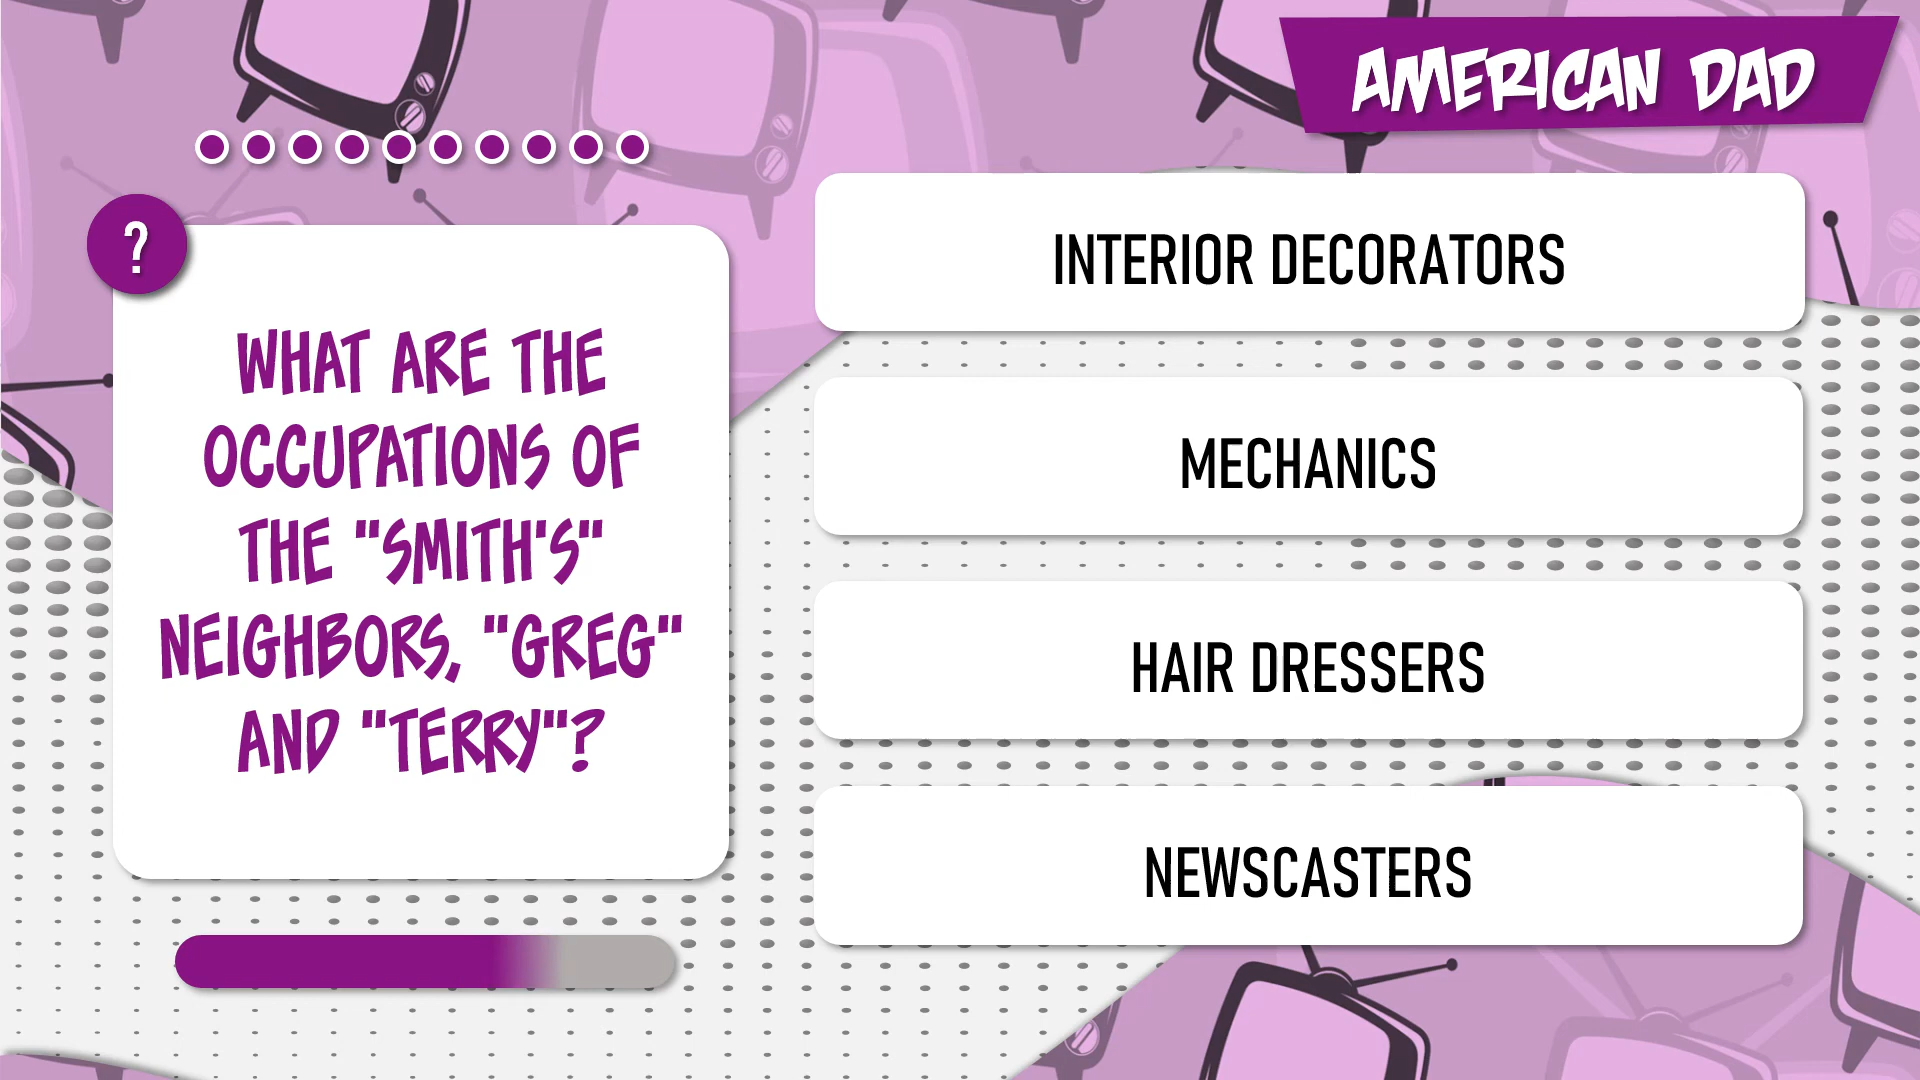 AMERICAN DAD
?
WHAT ARE THE
OCCUPATIONS OF
THE "SMITH'S"
NEIGHBORS, "GREG"
AND "TERRY"?
INTERIOR DECORATORS
MECHANICS
HAIR DRESSERS
NEWSCASTERS